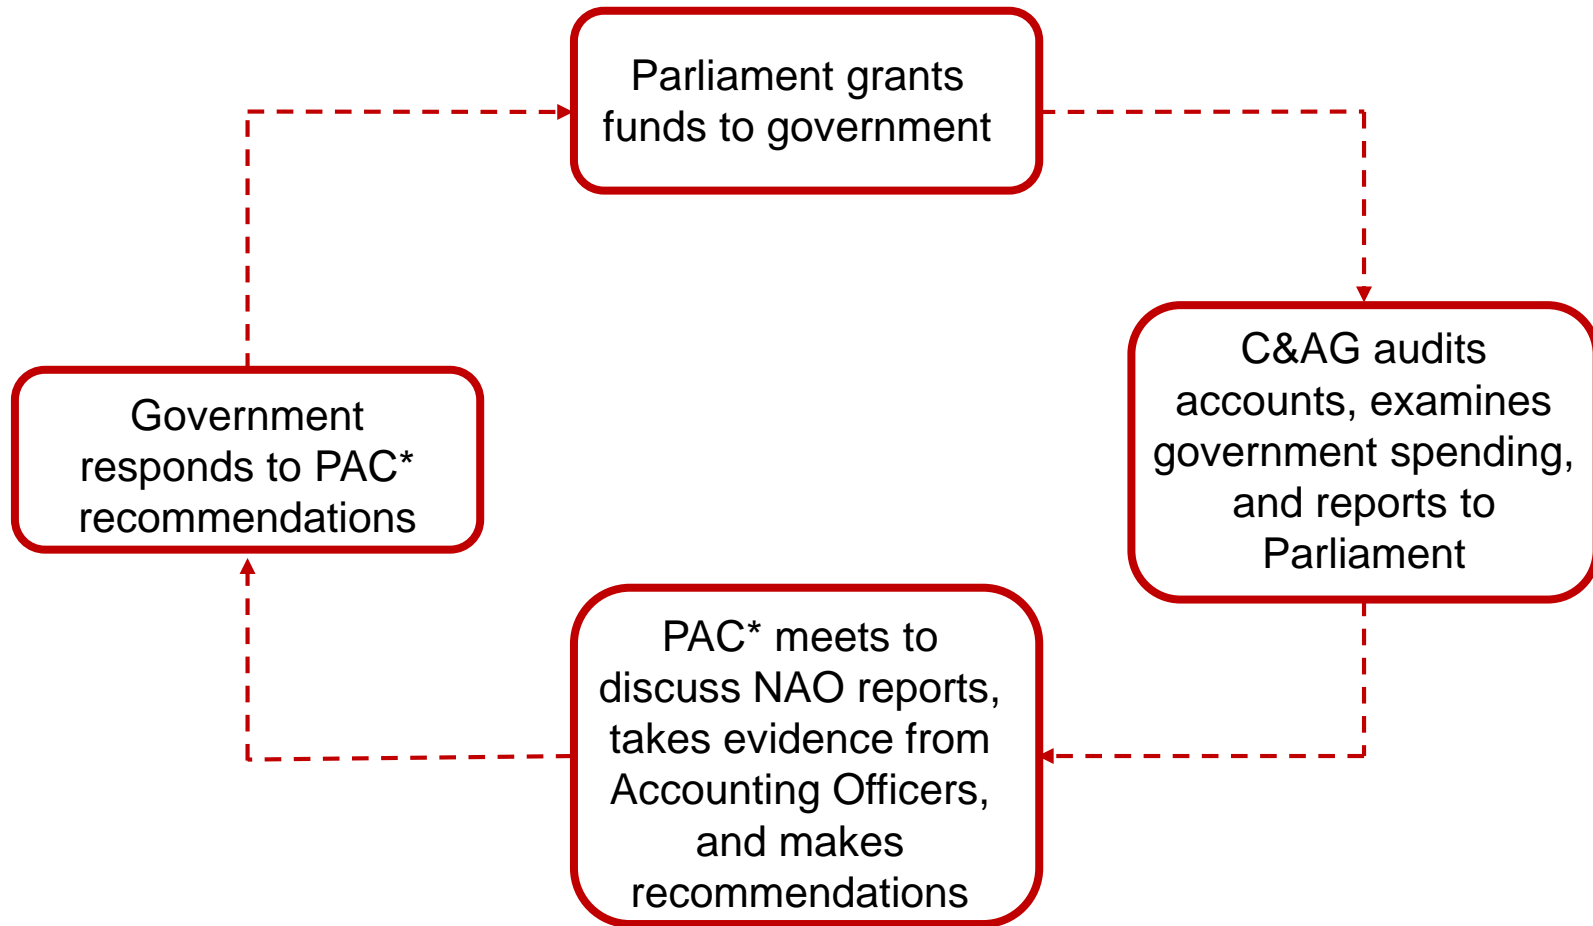 Parliament grants
funds to government
C&AG audits
accounts, examines
government spending,
and reports to
Parliament
Government
responds to PAC*
recommendations
PAC* meets to
discuss NAO reports,
takes evidence from
Accounting Officers,
and makes
recommendations